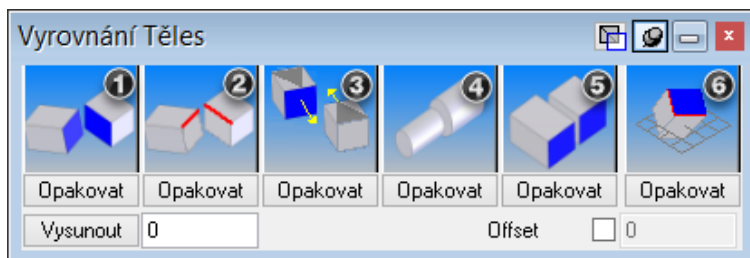 Vyrovnání Těles
1 2 3 4 5 6
Opakovat Opakovat Opakovat Opakovat Opakovat Opakovat
Vysunout 0 Offset 0